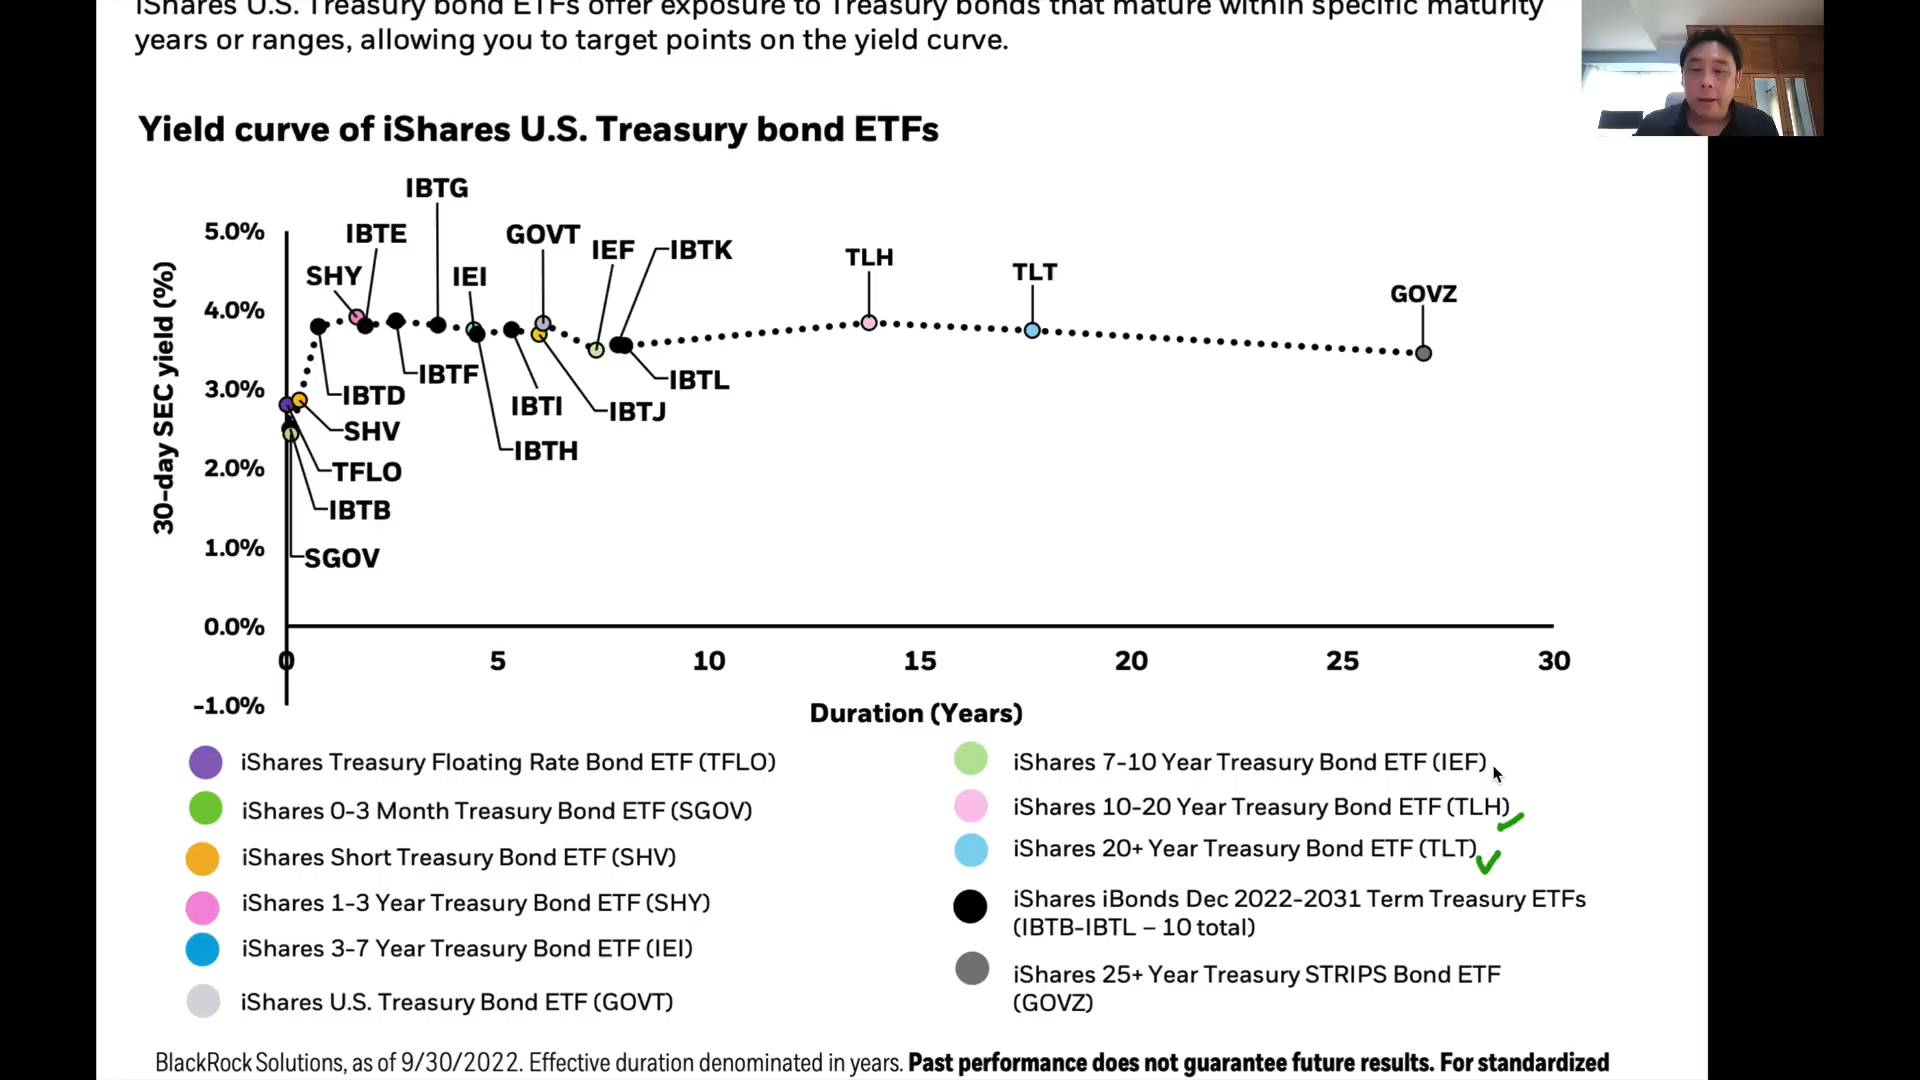 iShares U.S. Treasury bond ETFs offer exposure to Treasury bonds that mature within specific maturity
years or ranges, allowing you to target points on the yield curve.
Yield curve of iShares U.S. Treasury bond ETFs
IBTG
5.0%
IBTE
GOVT
IEF
IBTK
TLH
SHY
IEI
TLT
GOVZ
4.0%
30-day SEC yield (%)
3.0%
IBTD
IBTF
IBTL
IBTI
IBTJ
SHV
IBTH
2.0%
TFLO
IBTB
1.0%
SGOV
0.0%
0
5
10
15
20
25
30
-1.0%
Duration (Years)
iShares Treasury Floating Rate Bond ETF (TFLO)
iShares 0-3 Month Treasury Bond ETF (SGOV)
iShares Short Treasury Bond ETF (SHV)
iShares 1-3 Year Treasury Bond ETF (SHY)
iShares 3-7 Year Treasury Bond ETF (IEI)
iShares U.S. Treasury Bond ETF (GOVT)
iShares 7-10 Year Treasury Bond ETF (IEF)
iShares 10-20 Year Treasury Bond ETF (TLH)
iShares 20+ Year Treasury Bond ETF (TLT)
iShares iBonds Dec 2022-2031 Term Treasury ETFs
(IBTB-IBTL – 10 total)
iShares 25+ Year Treasury STRIPS Bond ETF
(GOVZ)
BlackRock Solutions, as of 9/30/2022. Effective duration denominated in years. Past performance does not guarantee future results. For standardized